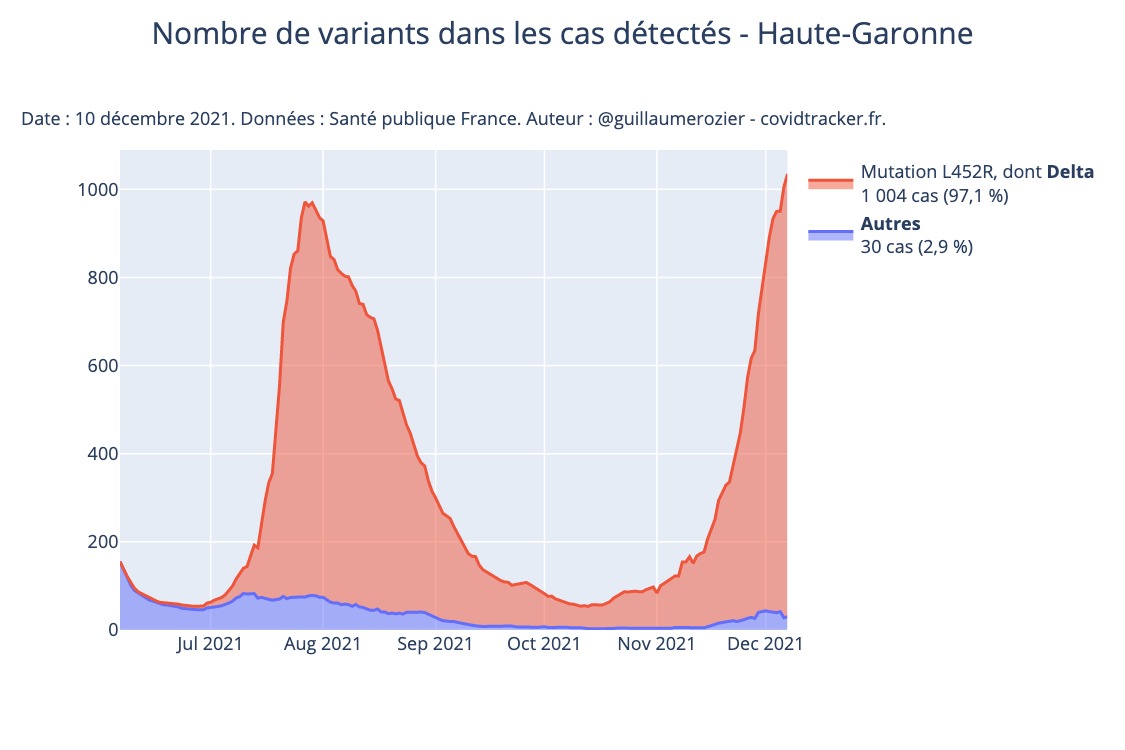 Nombre de variants dans les cas détectés - Haute-Garonne
Date : 10 décembre 2021. Données : Santé publique France. Auteur : @guillaumerozier - covidtracker.fr.
Mutation L452R, dont Delta
1 004 cas (97,1 %)
Autres
30 cas (2,9 %)
1000
800
600
400
200
0
Jul 2021
Aug 2021
Sep 2021
Oct 2021
Nov 2021
Dec 2021